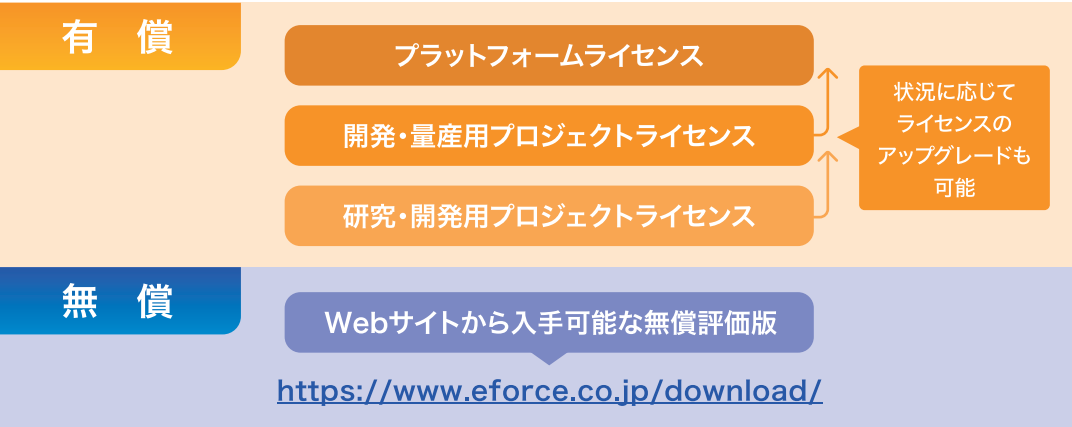 有　償
プラットフォームライセンス
開発・量産用プロジェクトライセンス
研究・開発用プロジェクトライセンス
状況に応じて
ライセンスの
アップグレードも
可能
無　償
Webサイトから入手可能な無償評価版
https://www.eforce.co.jp/download/